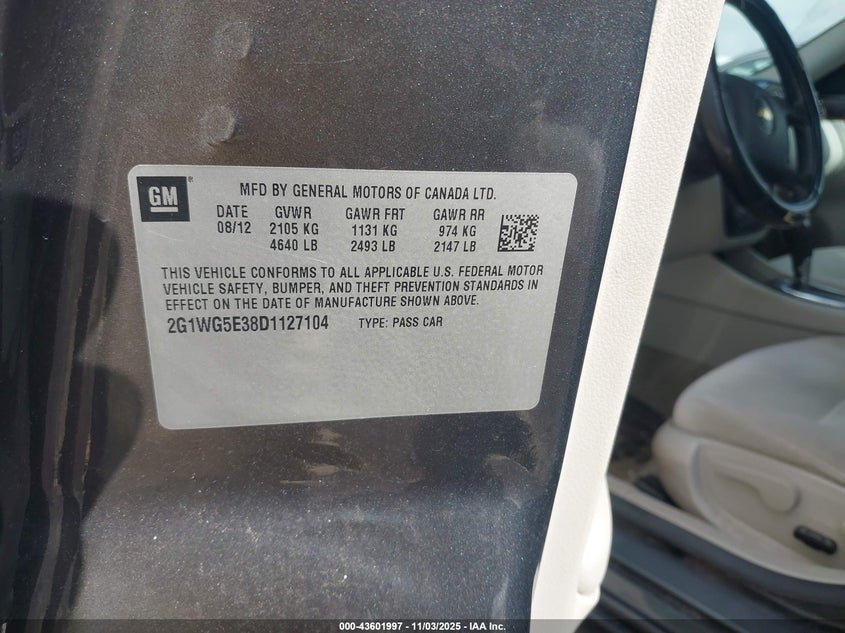 GM
MFD BY GENERAL MOTORS OF CANADA LTD.
DATE GVWR GAWR FRT GAWR RR
08/12 2105 KG 1131 KG 974 KG
4640 LB 2493 LB 2147 LB
THIS VEHICLE CONFORMS TO ALL APPLICABLE U.S. FEDERAL MOTOR
VEHICLE SAFETY, BUMPER, AND THEFT PREVENTION STANDARDS IN
EFFECT ON THE DATE OF MANUFACTURE SHOWN ABOVE.
2G1WG5E38D1127104 TYPE: PASS CAR
000-43601997 - 11/03/2025 - IAA Inc.